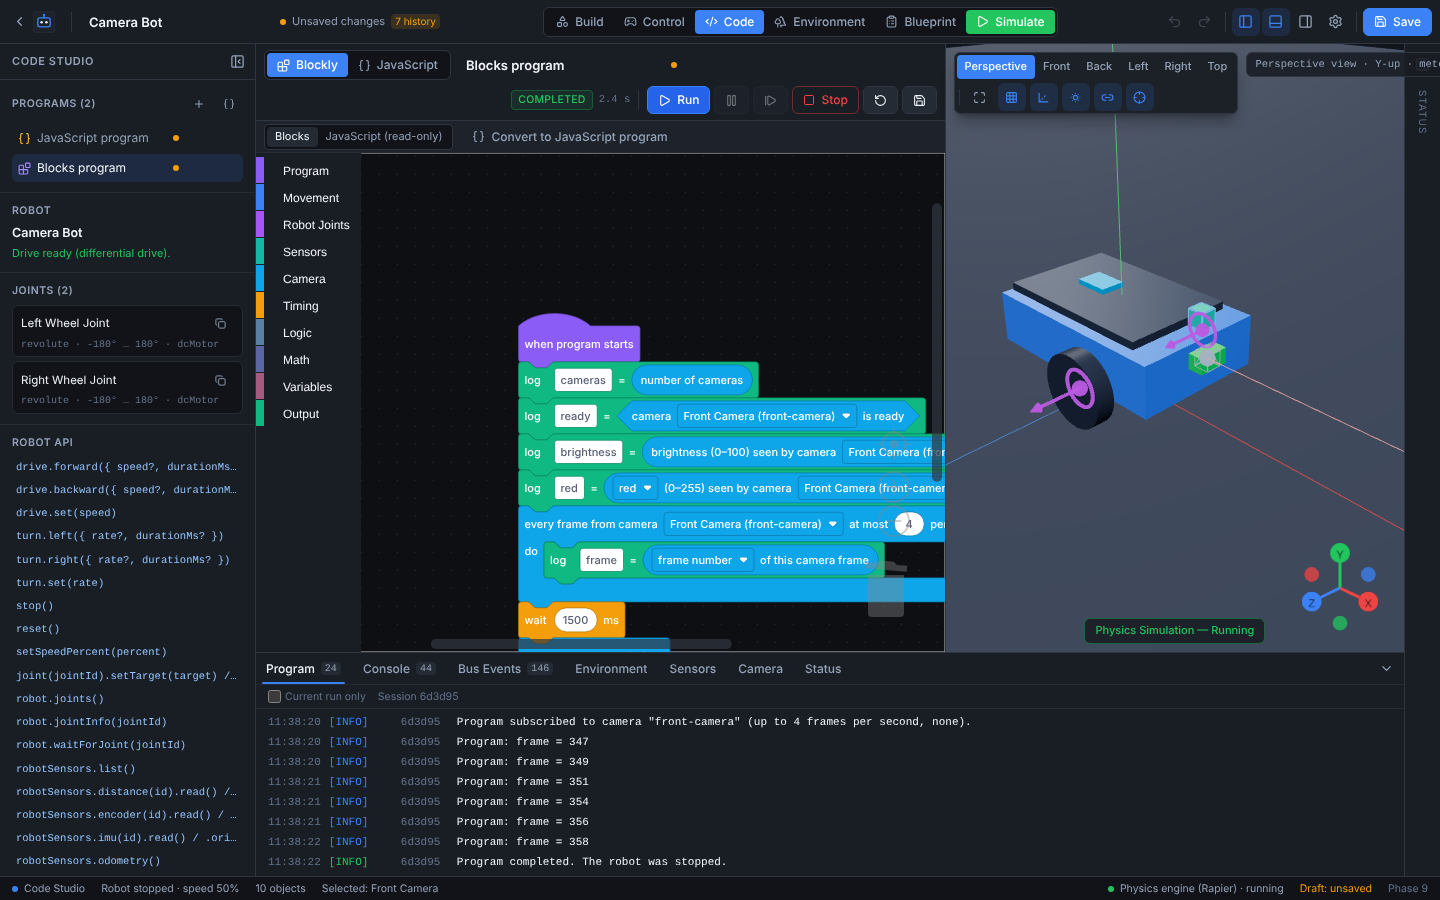 Camera Bot
Unsaved changes 7 history
Build Control Code Environment Blueprint Simulate
Save
CODE STUDIO
PROGRAMS (2)
{} JavaScript program
Blocks program
ROBOT
Camera Bot
Drive ready (differential drive).
JOINTS (2)
Left Wheel Joint
revolute · -180° … 180° · dcMotor
Right Wheel Joint
revolute · -180° … 180° · dcMotor
ROBOT API
drive.forward({ speed?, durationMs…
drive.backward({ speed?, durationM…
drive.set(speed)
turn.left({ rate?, durationMs? })
turn.right({ rate?, durationMs? })
turn.set(rate)
stop()
reset()
setSpeedPercent(percent)
joint(jointId).setTarget(target) /…
robot.joints()
robot.jointInfo(jointId)
robot.waitForJoint(jointId)
robotSensors.list()
robotSensors.distance(id).read() /…
robotSensors.encoder(id).read() / …
robotSensors.imu(id).read() / .ori…
robotSensors.odometry()
Blockly {} JavaScript
Blocks program
COMPLETED 2.4 s Run Stop
Blocks JavaScript (read-only) {} Convert to JavaScript program
Program
Movement
Robot Joints
Sensors
Camera
Timing
Logic
Math
Variables
Output
when program starts
log cameras = number of cameras
log ready = camera Front Camera (front-camera) is ready
log brightness = brightness (0–100) seen by camera Front Camera (fron
log red = red (0–255) seen by camera Front Camera (front-camer
every frame from camera Front Camera (front-camera) at most 4 per
do log frame = frame number of this camera frame
wait 1500 ms
Perspective Front Back Left Right Top
Perspective view · Y-up · mete
STATUS
Y
Z
X
Physics Simulation — Running
Program 24 Console 44 Bus Events 146 Environment Sensors Camera Status
Current run only Session 6d3d95
11:38:20 [INFO] 6d3d95 Program subscribed to camera "front-camera" (up to 4 frames per second, none).
11:38:20 [INFO] 6d3d95 Program: frame = 347
11:38:20 [INFO] 6d3d95 Program: frame = 349
11:38:21 [INFO] 6d3d95 Program: frame = 351
11:38:21 [INFO] 6d3d95 Program: frame = 354
11:38:21 [INFO] 6d3d95 Program: frame = 356
11:38:22 [INFO] 6d3d95 Program: frame = 358
11:38:22 [INFO] 6d3d95 Program completed. The robot was stopped.
Code Studio Robot stopped · speed 50% 10 objects Selected: Front Camera
Physics engine (Rapier) · running Draft: unsaved Phase 9